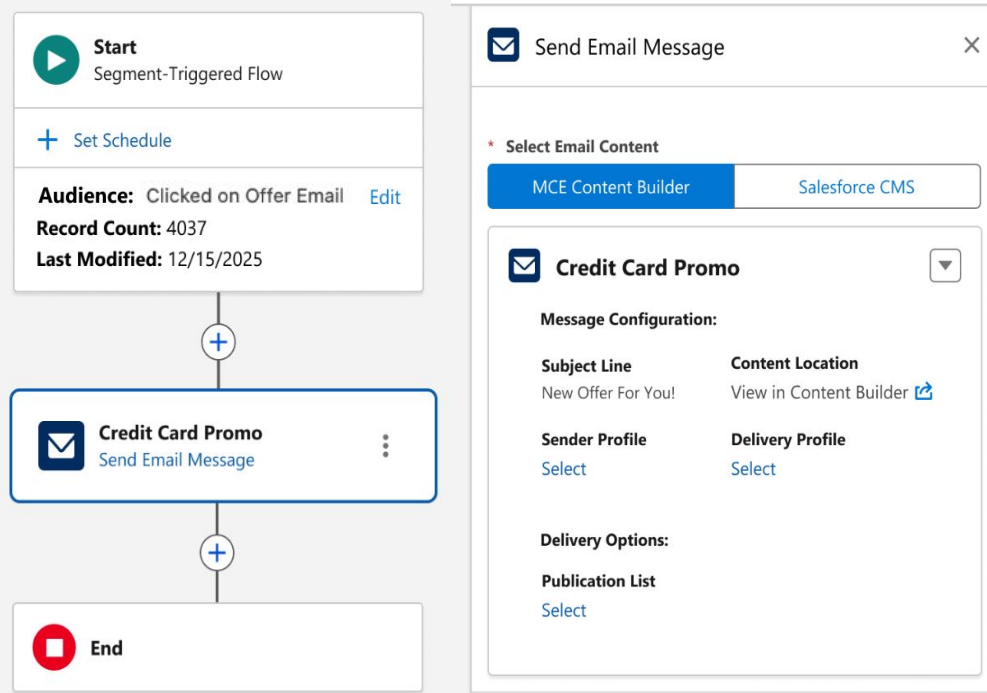 Start
Segment-Triggered Flow
Set Schedule
Audience: Clicked on Offer Email Edit
Record Count: 4037
Last Modified: 12/15/2025
Credit Card Promo
Send Email Message
End
Send Email Message
* Select Email Content
MCE Content Builder Salesforce CMS
Credit Card Promo
Message Configuration:
Subject Line Content Location
New Offer For You! View in Content Builder
Sender Profile Delivery Profile
Select Select
Delivery Options:
Publication List
Select